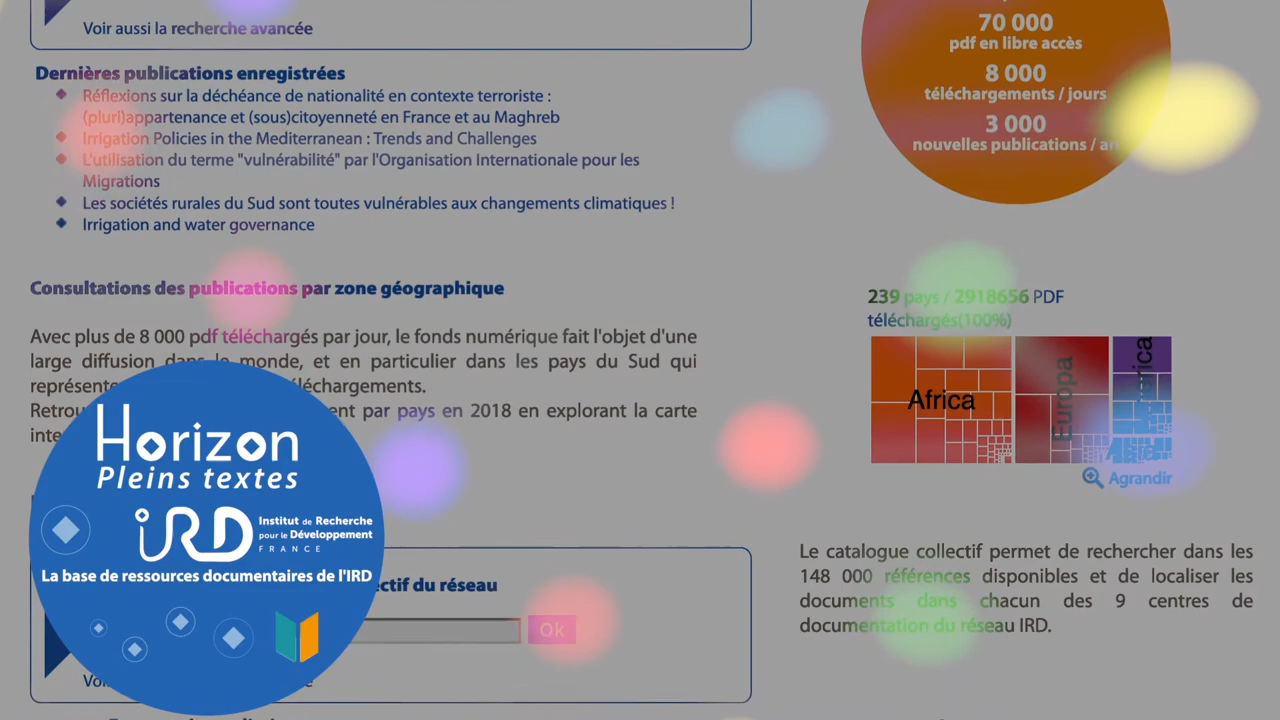 Voir aussi la recherche avancée
Dernières publications enregistrées
Réflexions sur la déchéance de nationalité en contexte terroriste :
(pluri)appartenance et (sous)citoyenneté en France et au Maghreb
Irrigation Policies in the Mediterranean : Trends and Challenges
L'utilisation du terme "vulnérabilité" par l'Organisation Internationale pour les
Migrations
Les sociétés rurales du Sud sont toutes vulnérables aux changements climatiques !
Irrigation and water governance
Consultations des publications par zone géographique
Avec plus de 8 000 pdf téléchargés par jour, le fonds numérique fait l'objet d'une
large diffusion dans le monde, et en particulier dans les pays du Sud qui
par pays en 2018 en explorant la carte
Horizon
Pleins textes
IRD
Institut de Recherche
pour le Développement
FRANCE
La base de ressources documentaires de l'IRD
du réseau
Ok
70 000
pdf en libre accès
8 000
téléchargements / jours
3 000
nouvelles publications / an
239 pays / 2918656 PDF
téléchargés(100%)
Africa
Europa
Asia
Agrandir
Le catalogue collectif permet de rechercher dans les
148 000 références disponibles et de localiser les
documents dans chacun des 9 centres de
documentation du réseau IRD.